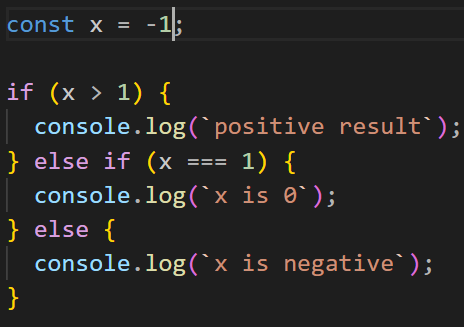 const x = -1;
if (x > 1) {
  console.log(`positive result`);
} else if (x === 1) {
  console.log(`x is 0`);
} else {
  console.log(`x is negative`);
}